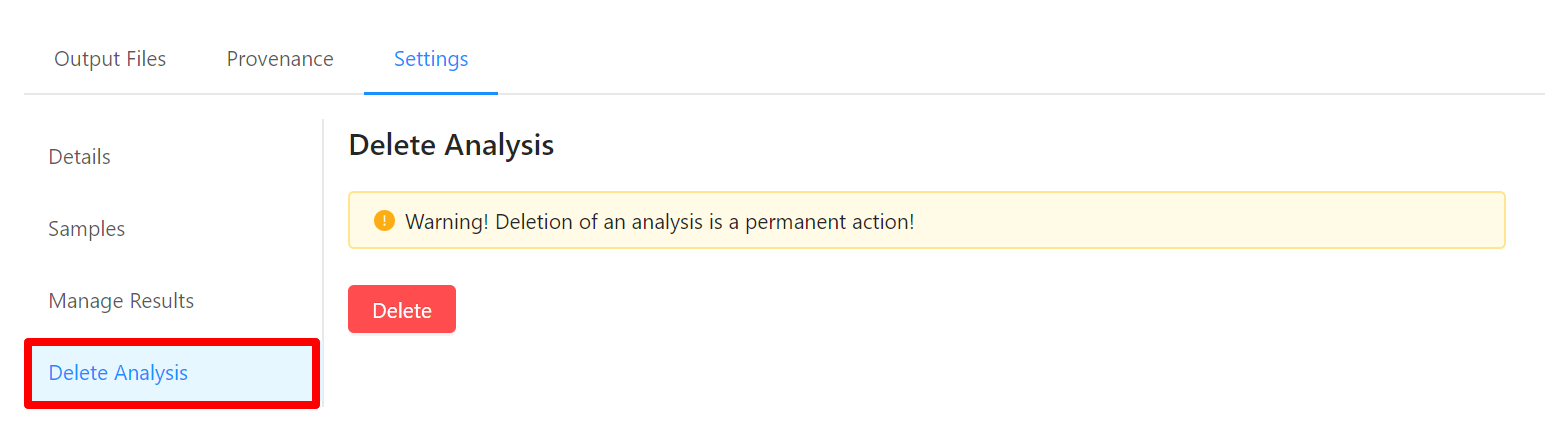 Output Files Provenance Settings
Details
Samples
Manage Results
Delete Analysis
Delete Analysis
Warning! Deletion of an analysis is a permanent action!
Delete